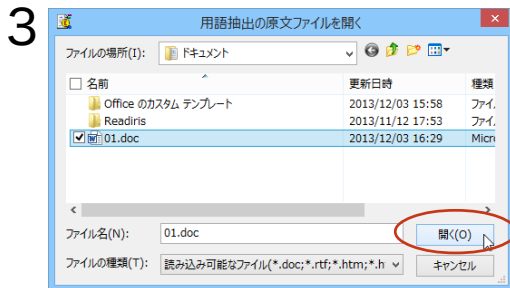 3
用語抽出の原文ファイルを開く
ファイルの場所(I): ドキュメント
名前 更新日時 種類
Office のカスタム テンプレート 2013/12/03 15:58 ファイ
Readiris 2013/11/12 17:53 ファイ
01.doc 2013/12/03 16:29 Micro
ファイル名(N): 01.doc 開く(O)
ファイルの種類(T): 読み込み可能なファイル(*.doc;*.rtf;*.htm;*.h キャンセル